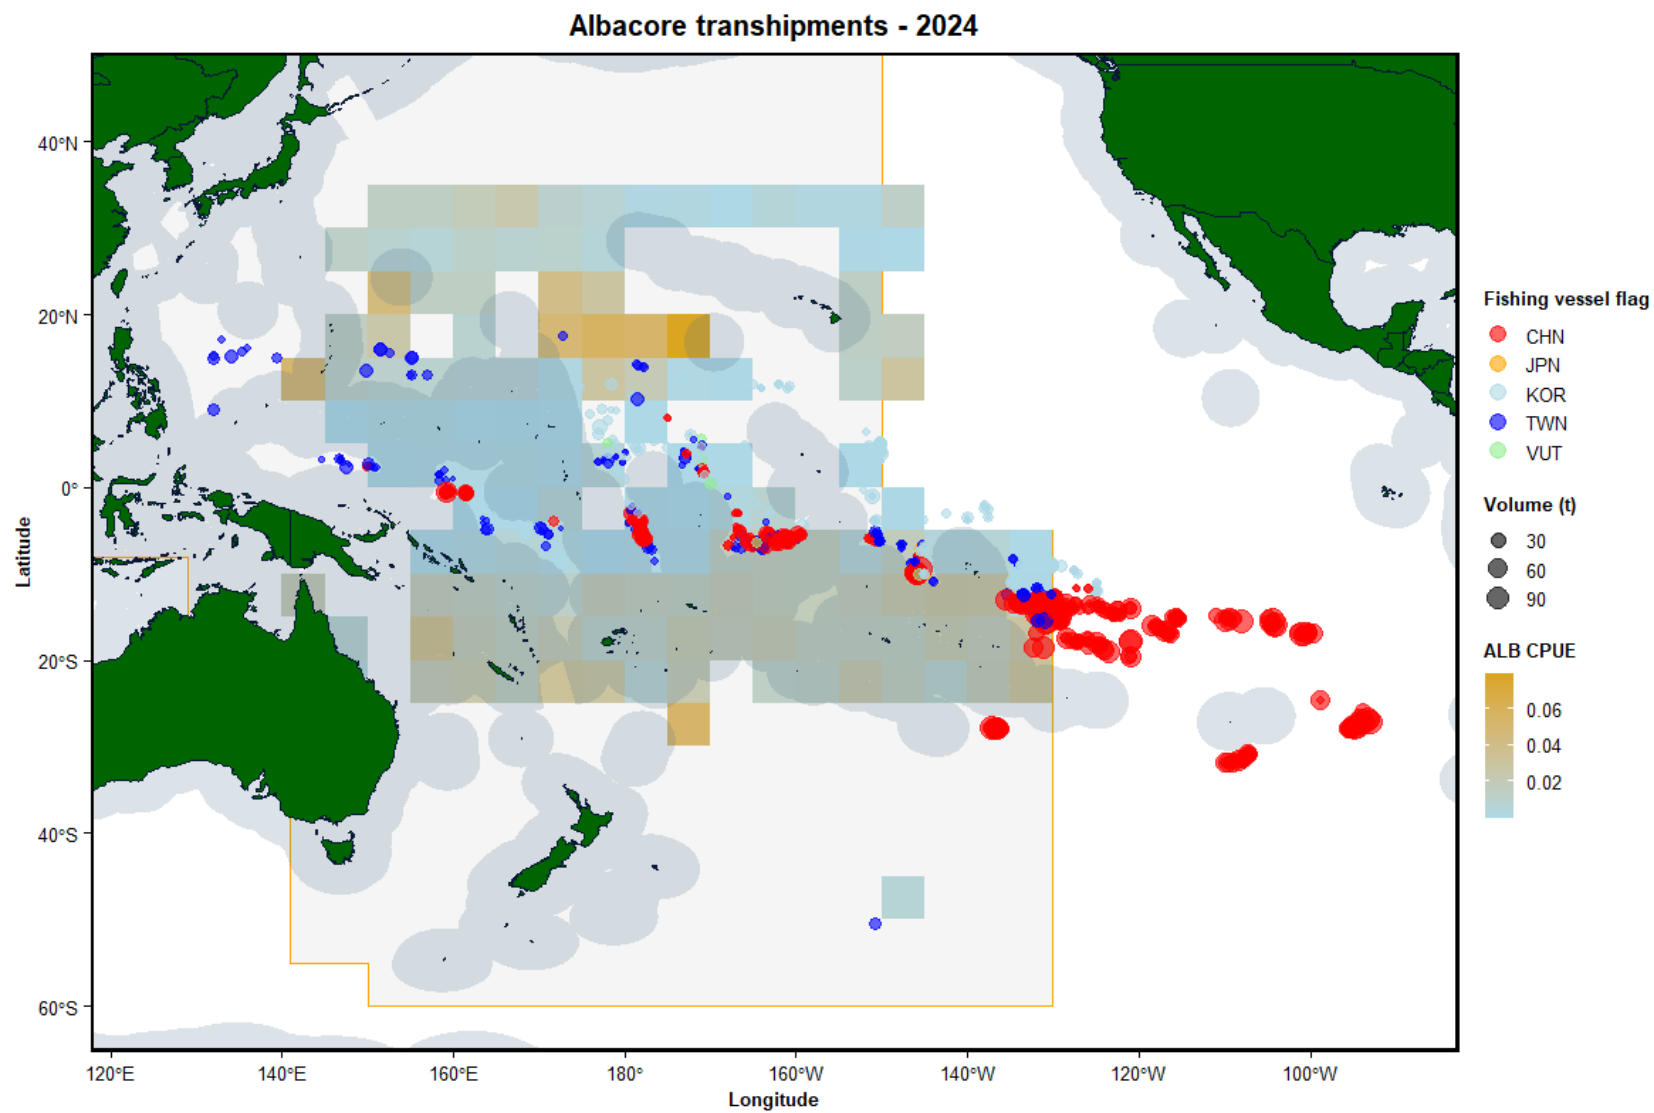 Albacore transhipments - 2024
40°N
20°N
0°
20°S
40°S
60°S
Latitude
120°E
140°E
160°E
180°
160°W
140°W
120°W
100°W
Longitude
Fishing vessel flag
CHN
JPN
KOR
TWN
VUT
Volume (t)
30
60
90
ALB CPUE
0.06
0.04
0.02